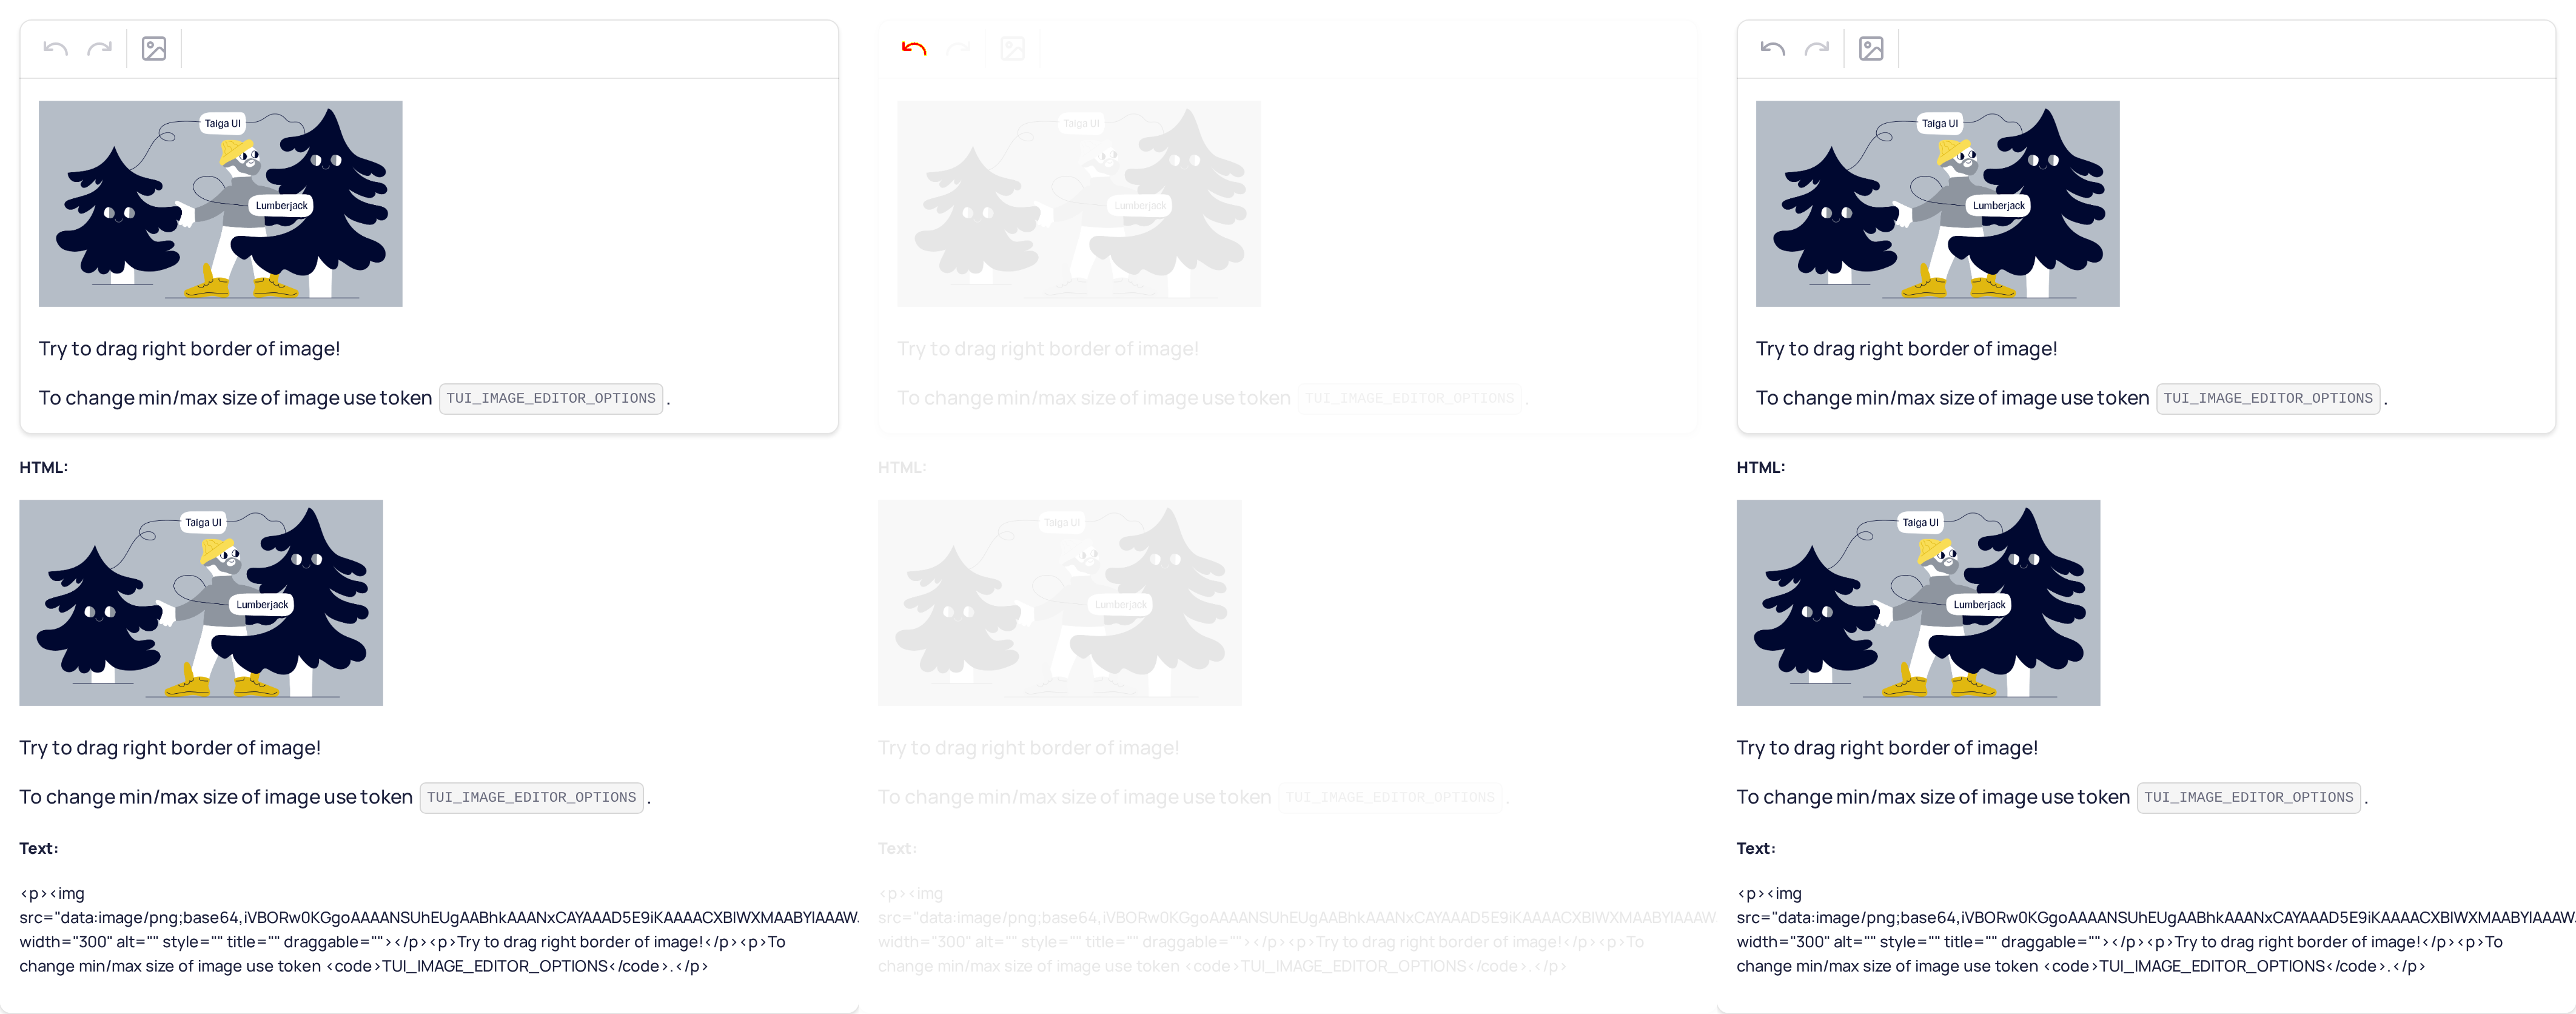 Taiga UI
Lumberjack
Try to drag right border of image!
To change min/max size of image use token TUI_IMAGE_EDITOR_OPTIONS .
HTML:
Taiga UI
Lumberjack
Try to drag right border of image!
To change min/max size of image use token TUI_IMAGE_EDITOR_OPTIONS .
Text:
<p><img
src="data:image/png;base64,iVBORw0KGgoAAAANSUhEUgAABhkAAANxCAYAAAD5E9iKAAAACXBIWXMAABYlAAAW
width="300" alt="" style="" title="" draggable=""></p><p>Try to drag right border of image!</p><p>To
change min/max size of image use token <code>TUI_IMAGE_EDITOR_OPTIONS</code>.</p>
Taiga UI
Lumberjack
Try to drag right border of image!
To change min/max size of image use token TUI_IMAGE_EDITOR_OPTIONS .
HTML:
Taiga UI
Lumberjack
Try to drag right border of image!
To change min/max size of image use token TUI_IMAGE_EDITOR_OPTIONS .
Text:
<p><img
src="data:image/png;base64,iVBORw0KGgoAAAANSUhEUgAABhkAAANxCAYAAAD5E9iKAAAACXBIWXMAABYlAAAW
width="300" alt="" style="" title="" draggable=""></p><p>Try to drag right border of image!</p><p>To
change min/max size of image use token <code>TUI_IMAGE_EDITOR_OPTIONS</code>.</p>
Taiga UI
Lumberjack
Try to drag right border of image!
To change min/max size of image use token TUI_IMAGE_EDITOR_OPTIONS .
HTML:
Taiga UI
Lumberjack
Try to drag right border of image!
To change min/max size of image use token TUI_IMAGE_EDITOR_OPTIONS .
Text:
<p><img
src="data:image/png;base64,iVBORw0KGgoAAAANSUhEUgAABhkAAANxCAYAAAD5E9iKAAAACXBIWXMAABYlAAAW
width="300" alt="" style="" title="" draggable=""></p><p>Try to drag right border of image!</p><p>To
change min/max size of image use token <code>TUI_IMAGE_EDITOR_OPTIONS</code>.</p>